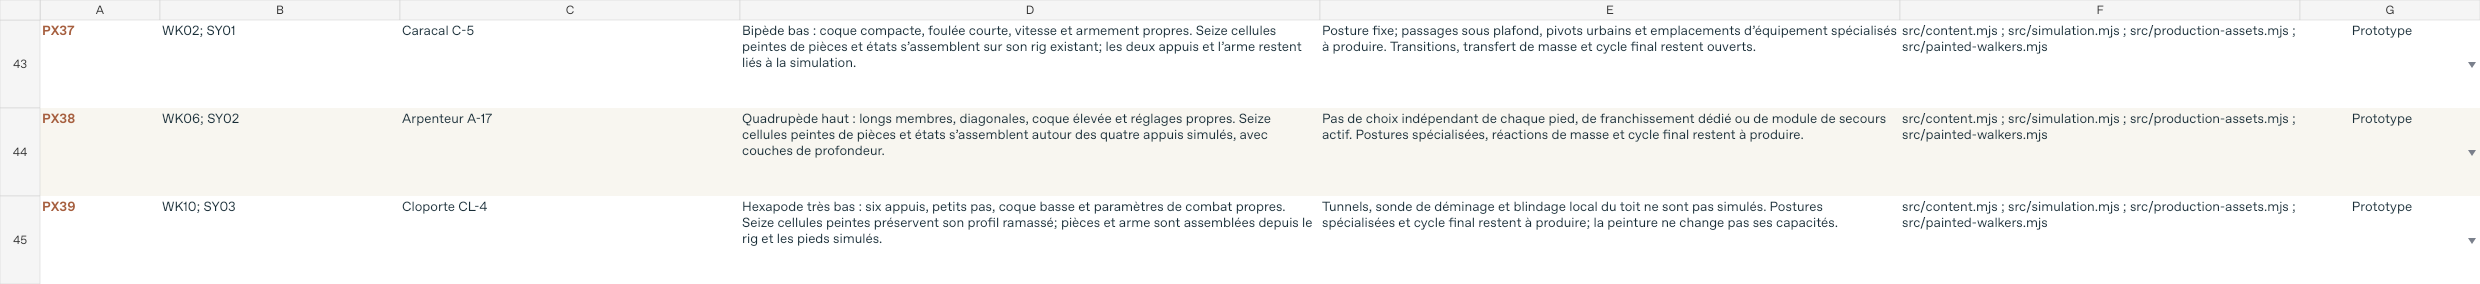 A B C D E F G
43 PX37 WK02; SY01 Caracal C-5 Bipède bas : coque compacte, foulée courte, vitesse et armement propres. Seize cellules Posture fixe; passages sous plafond, pivots urbains et emplacements d’équipement spécialisés src/content.mjs ; src/simulation.mjs ; src/production-assets.mjs ; Prototype
peintes de pièces et états s’assemblent sur son rig existant; les deux appuis et l’arme restent à produire. Transitions, transfert de masse et cycle final restent ouverts. src/painted-walkers.mjs
liés à la simulation.
44 PX38 WK06; SY02 Arpenteur A-17 Quadrupède haut : longs membres, diagonales, coque élevée et réglages propres. Seize Pas de choix indépendant de chaque pied, de franchissement dédié ou de module de secours src/content.mjs ; src/simulation.mjs ; src/production-assets.mjs ; Prototype
cellules peintes de pièces et états s’assemblent autour des quatre appuis simulés, avec actif. Postures spécialisées, réactions de masse et cycle final restent à produire. src/painted-walkers.mjs
couches de profondeur.
45 PX39 WK10; SY03 Cloporte CL-4 Hexapode très bas : six appuis, petits pas, coque basse et paramètres de combat propres. Tunnels, sonde de déminage et blindage local du toit ne sont pas simulés. Postures src/content.mjs ; src/simulation.mjs ; src/production-assets.mjs ; Prototype
Seize cellules peintes préservent son profil ramassé; pièces et arme sont assemblées depuis le spécialisées et cycle final restent à produire; la peinture ne change pas ses capacités. src/painted-walkers.mjs
rig et les pieds simulés.